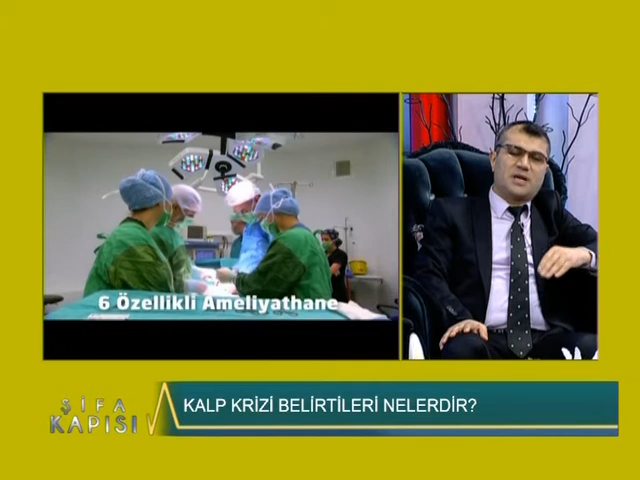 6 Özellikli Ameliyathane
ŞİFA
KAPISI
KALP KRİZİ BELİRTİLERİ NELERDİR?